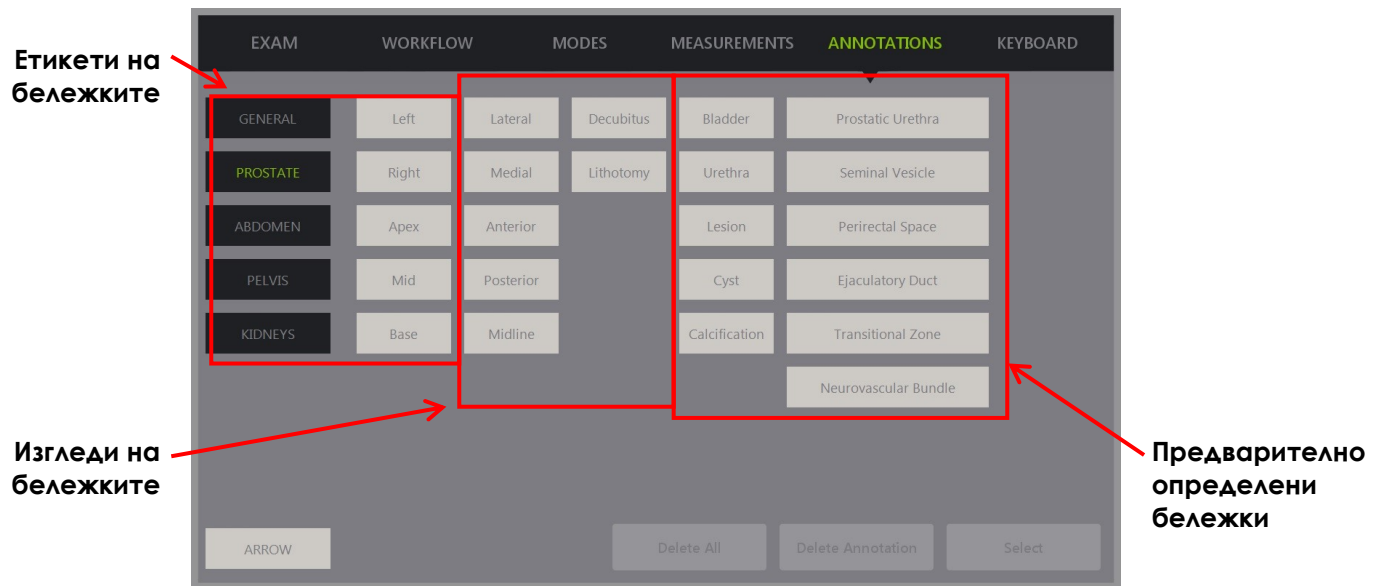 EXAM WORKFLOW MODES MEASUREMENTS ANNOTATIONS KEYBOARD
Етикети на
бележките
GENERAL Left Lateral Decubitus Bladder Prostatic Urethra
PROSTATE Right Medial Lithotomy Urethra Seminal Vesicle
ABDOMEN Apex Anterior Lesion Perirectal Space
PELVIS Mid Posterior Cyst Ejaculatory Duct
KIDNEYS Base Midline Calcification Transitional Zone
Neurovascular Bundle
Изгледи на
бележките
Предварително
определени
бележки
ARROW Delete All Delete Annotation Select